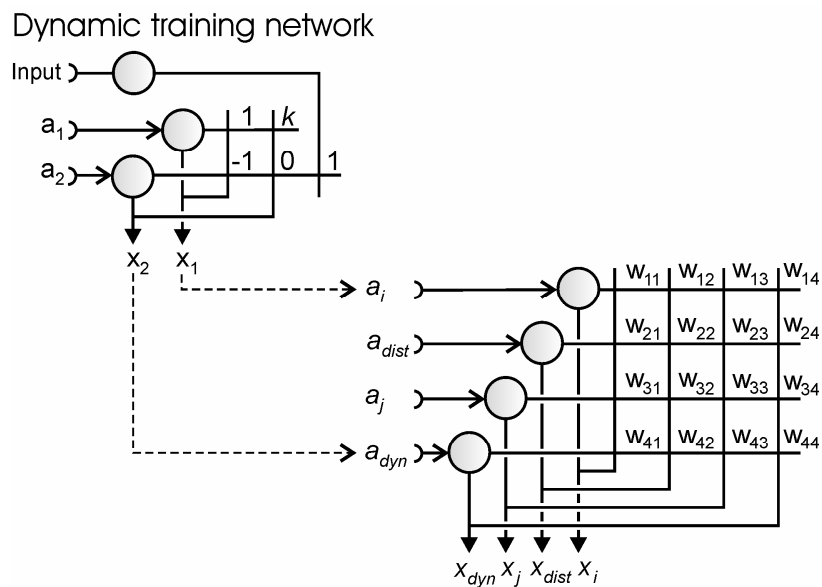 Dynamic training network
Input
a1 1 k
a2 -1 0 1
x2 x1
ai w11 w12 w13 w14
adist w21 w22 w23 w24
aj w31 w32 w33 w34
adyn w41 w42 w43 w44
xdyn xj xdist xi